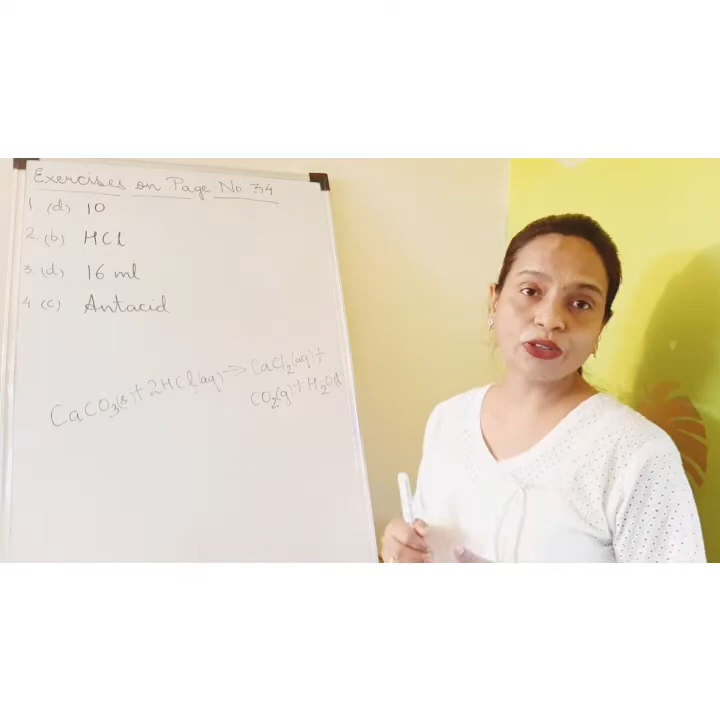 Exercises on Page No 34
1. (d) 10
2. (b) HCl
3. (d) 16 ml
4 (c) Antacid
CaCO3(s) + 2HCl(aq) → CaCl2(aq) +
CO2(g) + H2O(l)